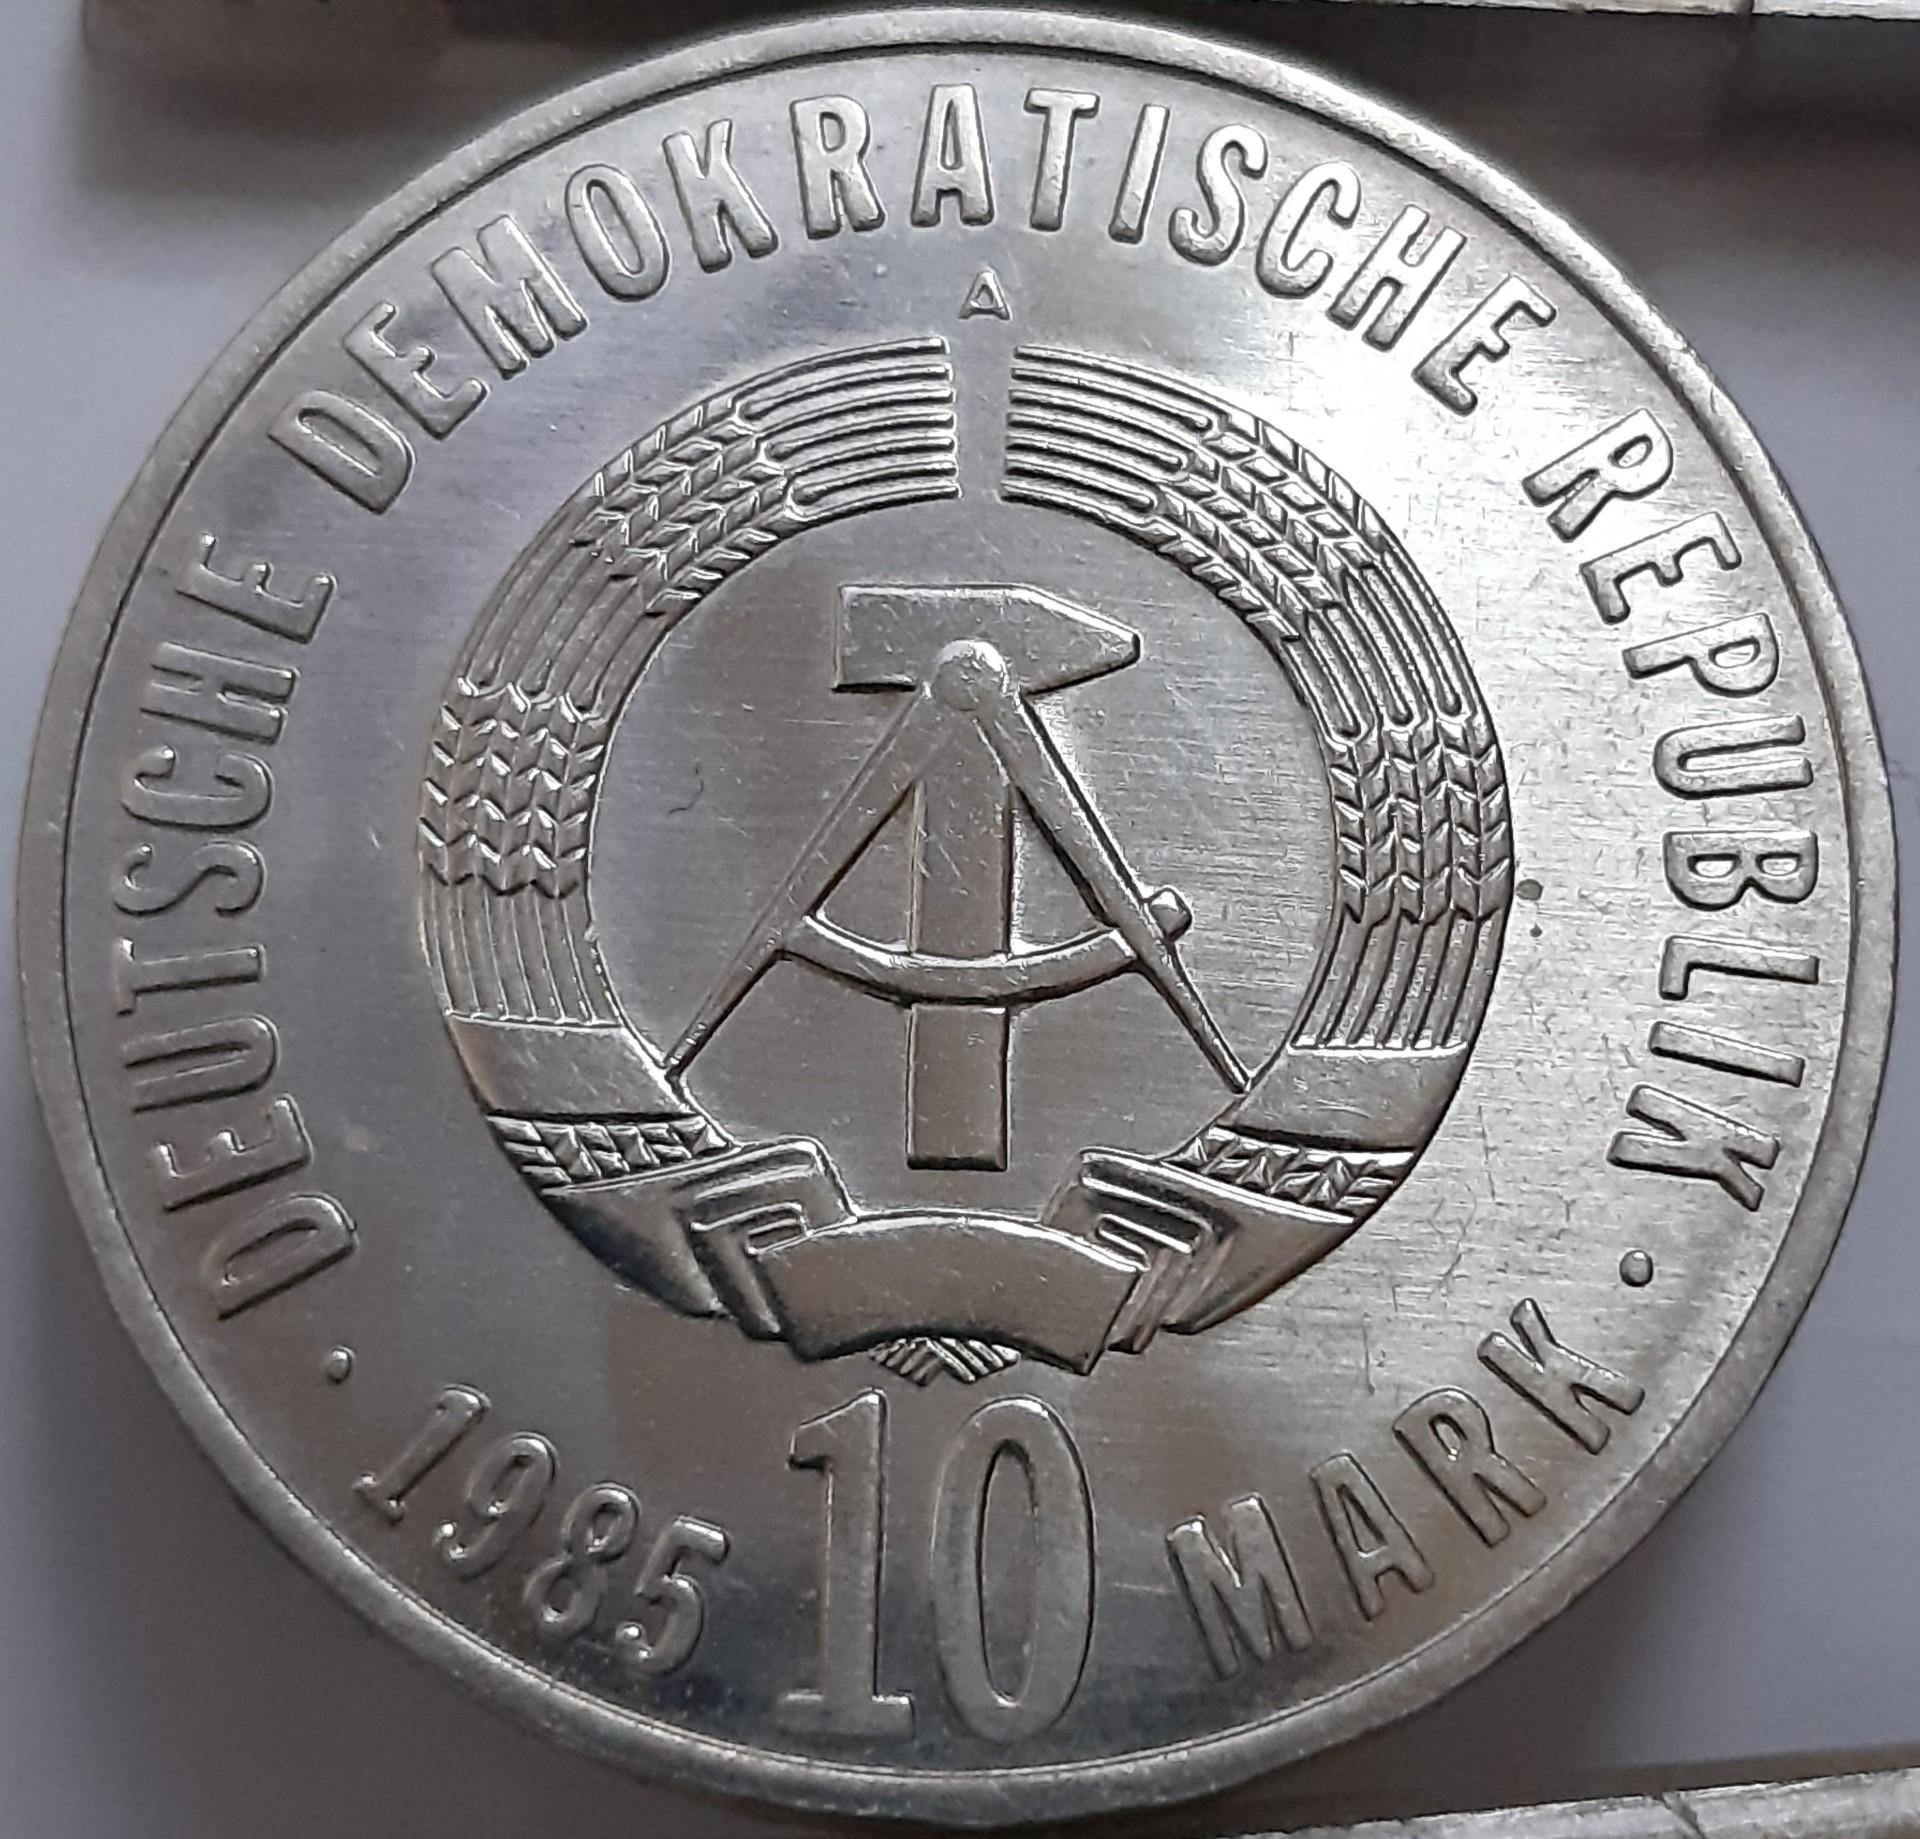 DEUTSCHE DEMOKRATISCHE REPUBLIK
A
· 1985 10 MARK ·